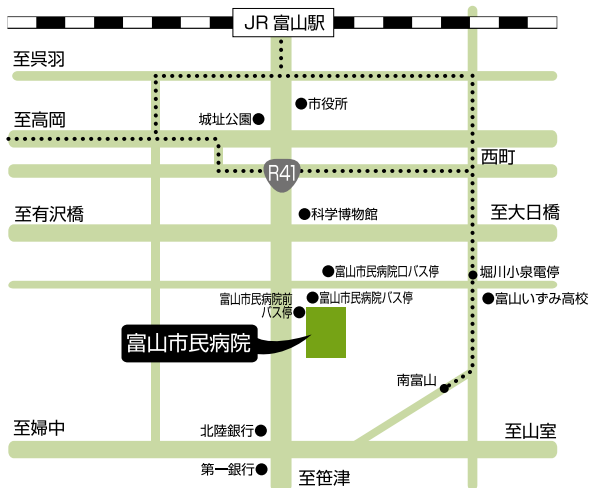 JR富山駅
至呉羽
市役所
至高岡
城址公園
西町
R41
至有沢橋
科学博物館
至大日橋
富山市民病院口バス停
堀川小泉電停
富山市民病院前
バス停
富山市民病院バス停
富山いずみ高校
富山市民病院
南富山
至婦中
北陸銀行
至山室
第一銀行
至笹津